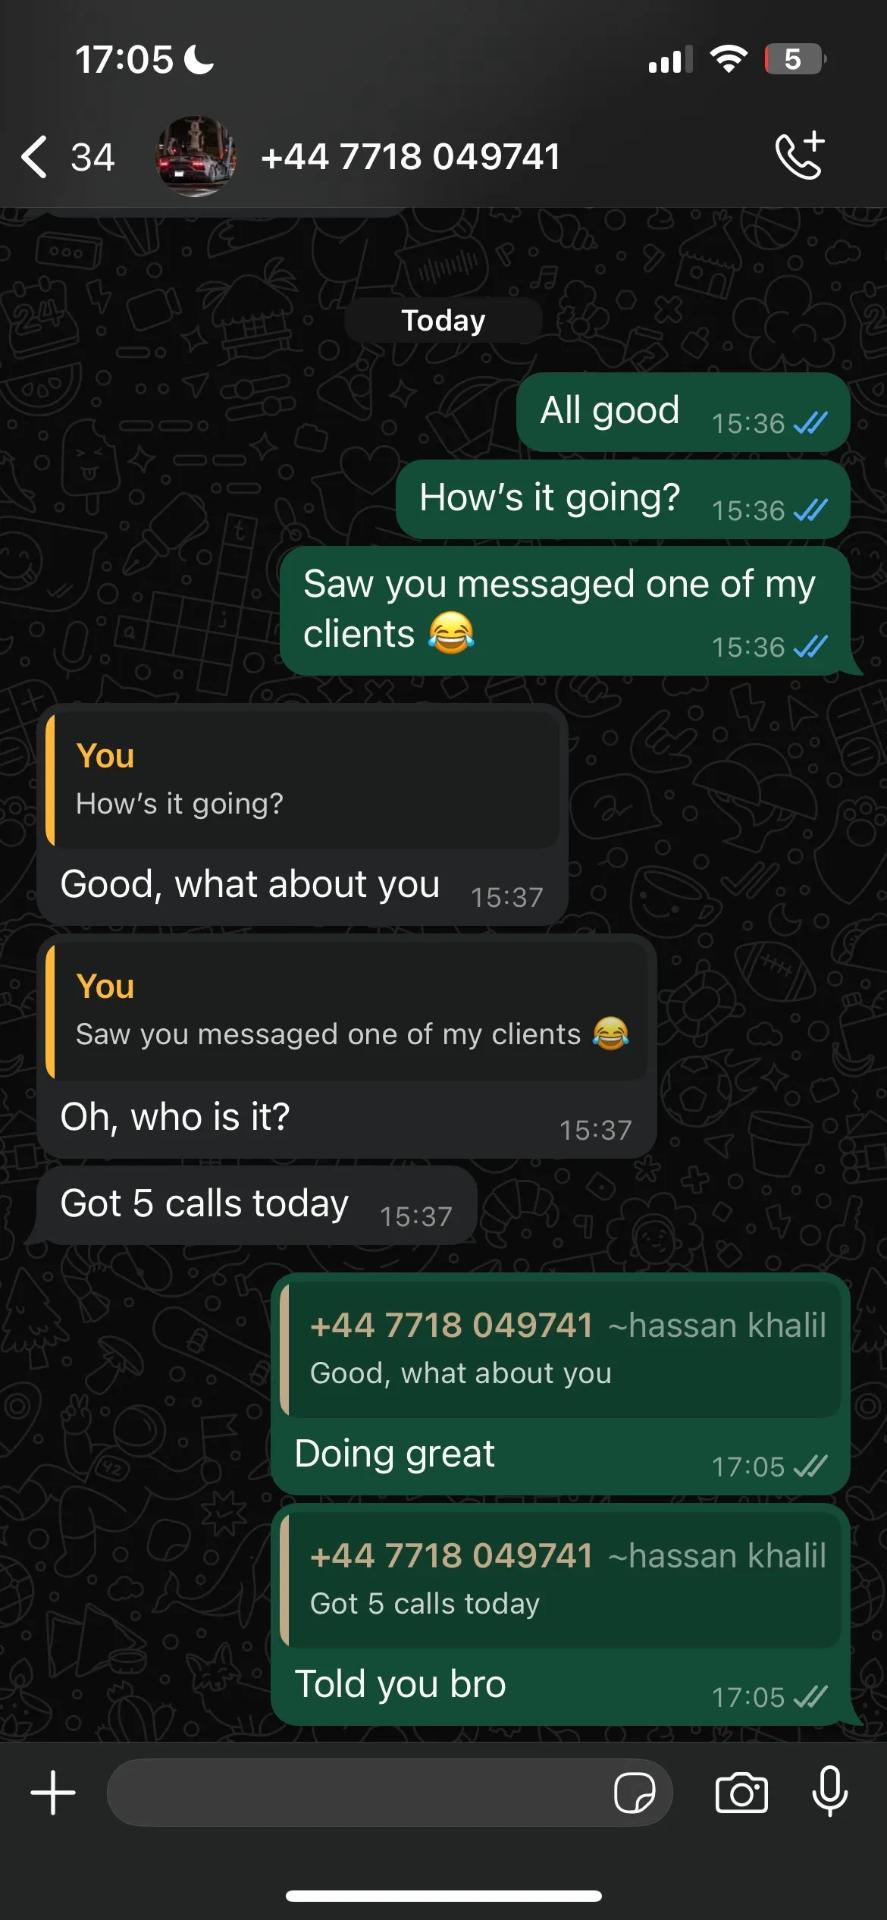 17:05
5
34
+44 7718 049741
Today
All good
15:36
How’s it going?
15:36
Saw you messaged one of my
clients 😂
15:36
You
How’s it going?
Good, what about you
15:37
You
Saw you messaged one of my clients 😂
Oh, who is it?
15:37
Got 5 calls today
15:37
+44 7718 049741 ~hassan khalil
Good, what about you
Doing great
17:05
+44 7718 049741 ~hassan khalil
Got 5 calls today
Told you bro
17:05